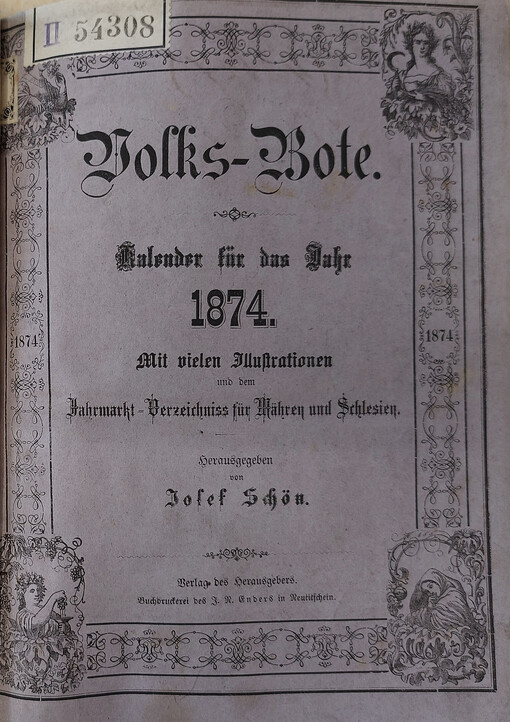 II 54308
Volks-Bote.
Kalender für das Jahr
1874.
Mit vielen Illustrationen
und dem
Jahrmarkt-Verzeichniss für Mähren und Schlesien.
Herausgegeben
von
Josef Schön.
Verlag des Herausgebers.
Buchdruckerei des J. N. Enders in Neutitschein.
1874
1874